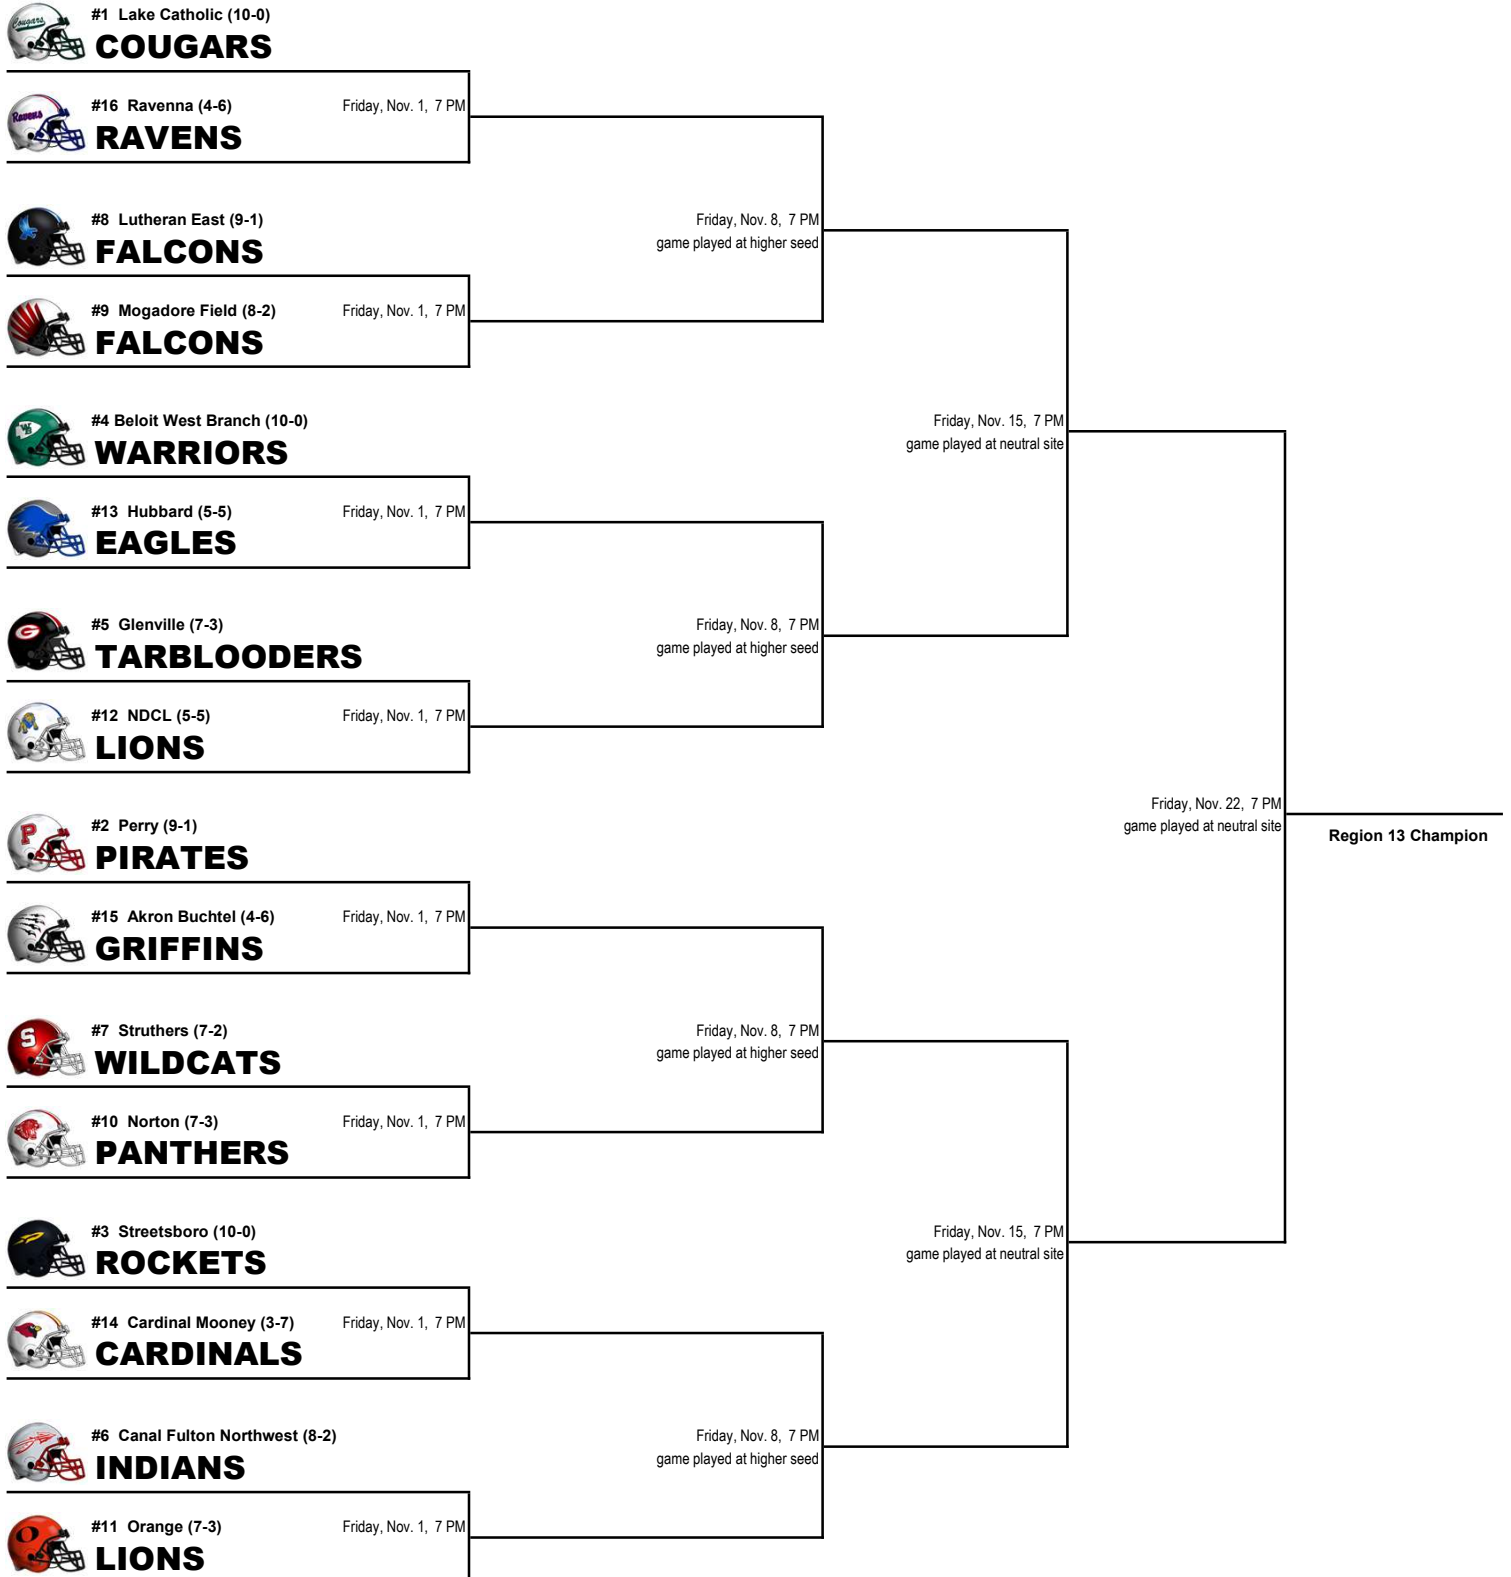 #1 Lake Catholic (10-0)
Cougars
COUGARS
#16 Ravenna (4-6) Friday, Nov. 1, 7 PM
Ravens
RAVENS
#8 Lutheran East (9-1) Friday, Nov. 8, 7 PM
FALCONS game played at higher seed
#9 Mogadore Field (8-2) Friday, Nov. 1, 7 PM
FALCONS
#4 Beloit West Branch (10-0) Friday, Nov. 15, 7 PM
WB
WARRIORS game played at neutral site
#13 Hubbard (5-5) Friday, Nov. 1, 7 PM
EAGLES
#5 Glenville (7-3) Friday, Nov. 8, 7 PM
G
TARBLOODERS game played at higher seed
#12 NDCL (5-5) Friday, Nov. 1, 7 PM
LIONS
Friday, Nov. 22, 7 PM
game played at neutral site
Region 13 Champion
#2 Perry (9-1)
P
PIRATES
#15 Akron Buchtel (4-6) Friday, Nov. 1, 7 PM
GRIFFINS
#7 Struthers (7-2) Friday, Nov. 8, 7 PM
S
WILDCATS game played at higher seed
#10 Norton (7-3) Friday, Nov. 1, 7 PM
PANTHERS
#3 Streetsboro (10-0) Friday, Nov. 15, 7 PM
ROCKETS game played at neutral site
#14 Cardinal Mooney (3-7) Friday, Nov. 1, 7 PM
CARDINALS
#6 Canal Fulton Northwest (8-2) Friday, Nov. 8, 7 PM
INDIANS game played at higher seed
#11 Orange (7-3) Friday, Nov. 1, 7 PM
O
LIONS